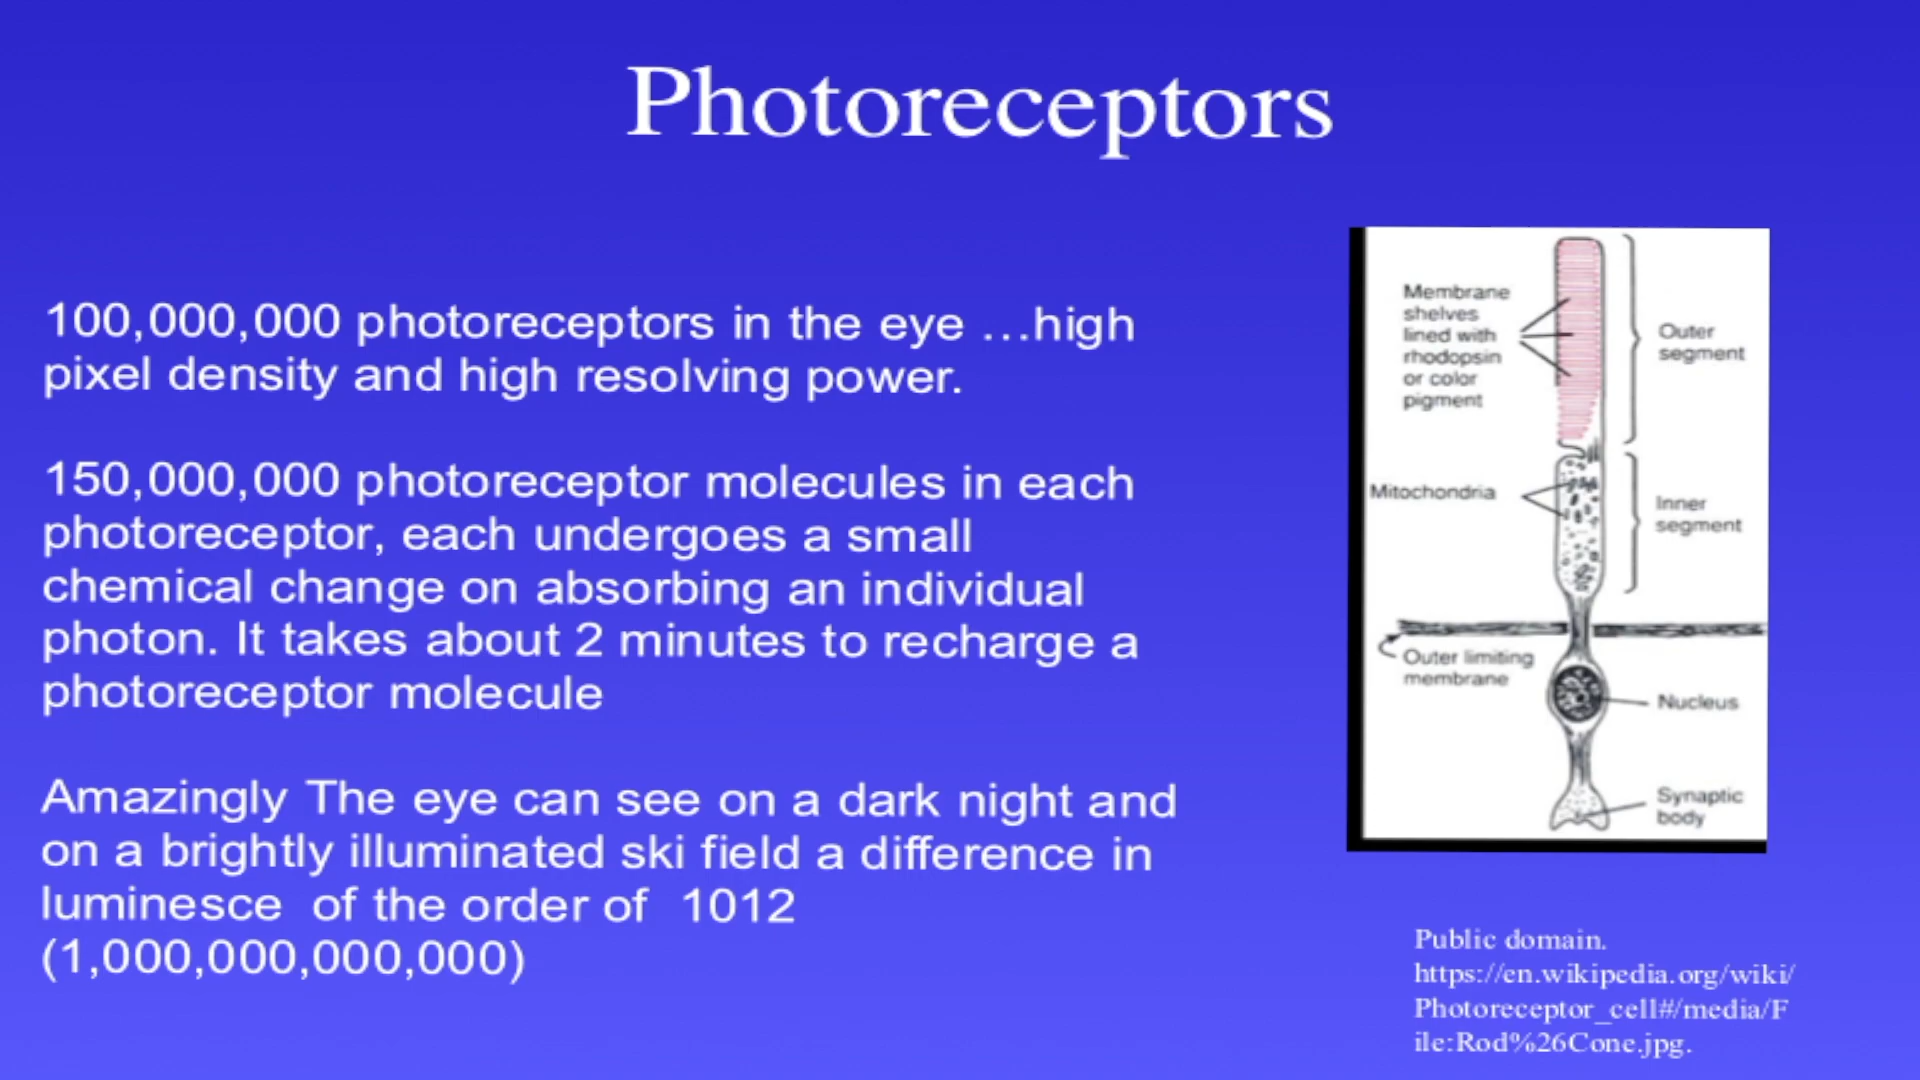 Photoreceptors
100,000,000 photoreceptors in the eye …high
pixel density and high resolving power.
150,000,000 photoreceptor molecules in each
photoreceptor, each undergoes a small
chemical change on absorbing an individual
photon. It takes about 2 minutes to recharge a
photoreceptor molecule
Amazingly The eye can see on a dark night and
on a brightly illuminated ski field a difference in
luminesce  of the order of  1012
(1,000,000,000,000)
Membrane
shelves
lined with
rhodopsin
or color
pigment
Outer
segment
Mitochondria
Inner
segment
Outer limiting
membrane
Nucleus
Synaptic
body
Public domain.
https://en.wikipedia.org/wiki/
Photoreceptor_cell#/media/F
ile:Rod%26Cone.jpg.